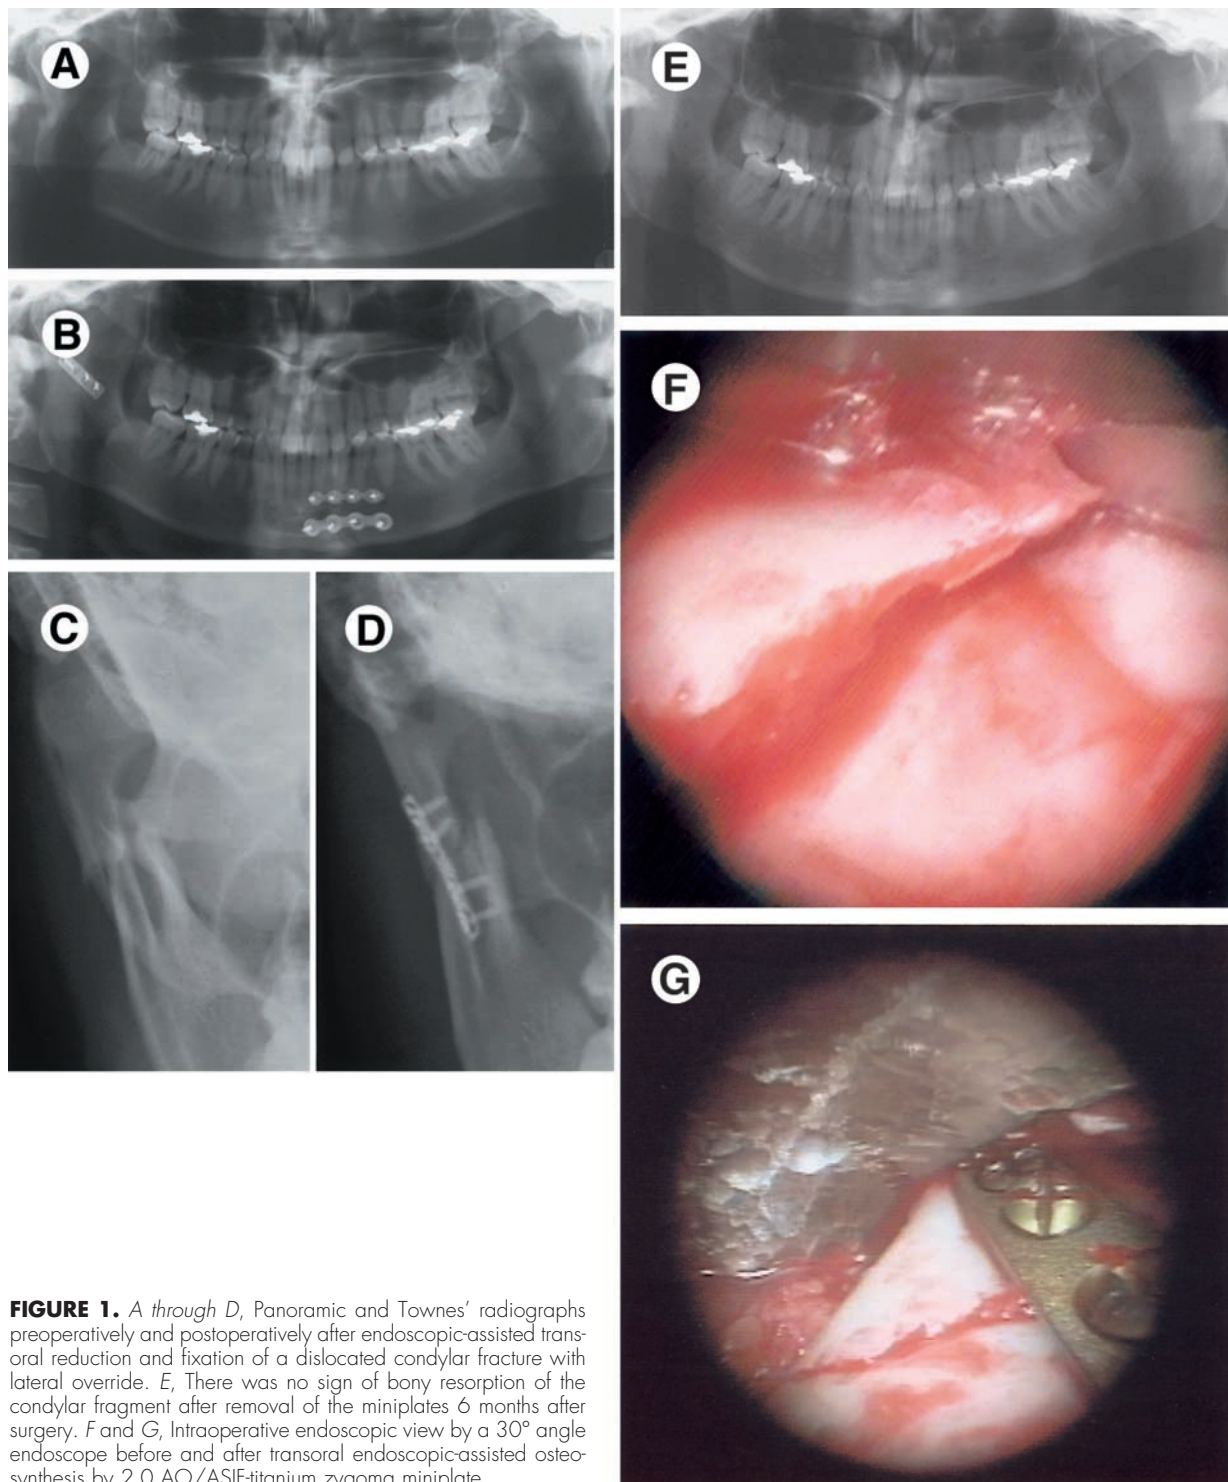 A
E
B
F
C
D
G
FIGURE 1. A through D, Panoramic and Townes’ radiographs
preoperatively and postoperatively after endoscopic-assisted trans-
oral reduction and fixation of a dislocated condylar fracture with
lateral override. E, There was no sign of bony resorption of the
condylar fragment after removal of the miniplates 6 months after
surgery. F and G, Intraoperative endoscopic view by a 30° angle
endoscope before and after transoral endoscopic-assisted osteo-
synthesis by 2.0 AO/ASIF-titanium zygoma miniplate.